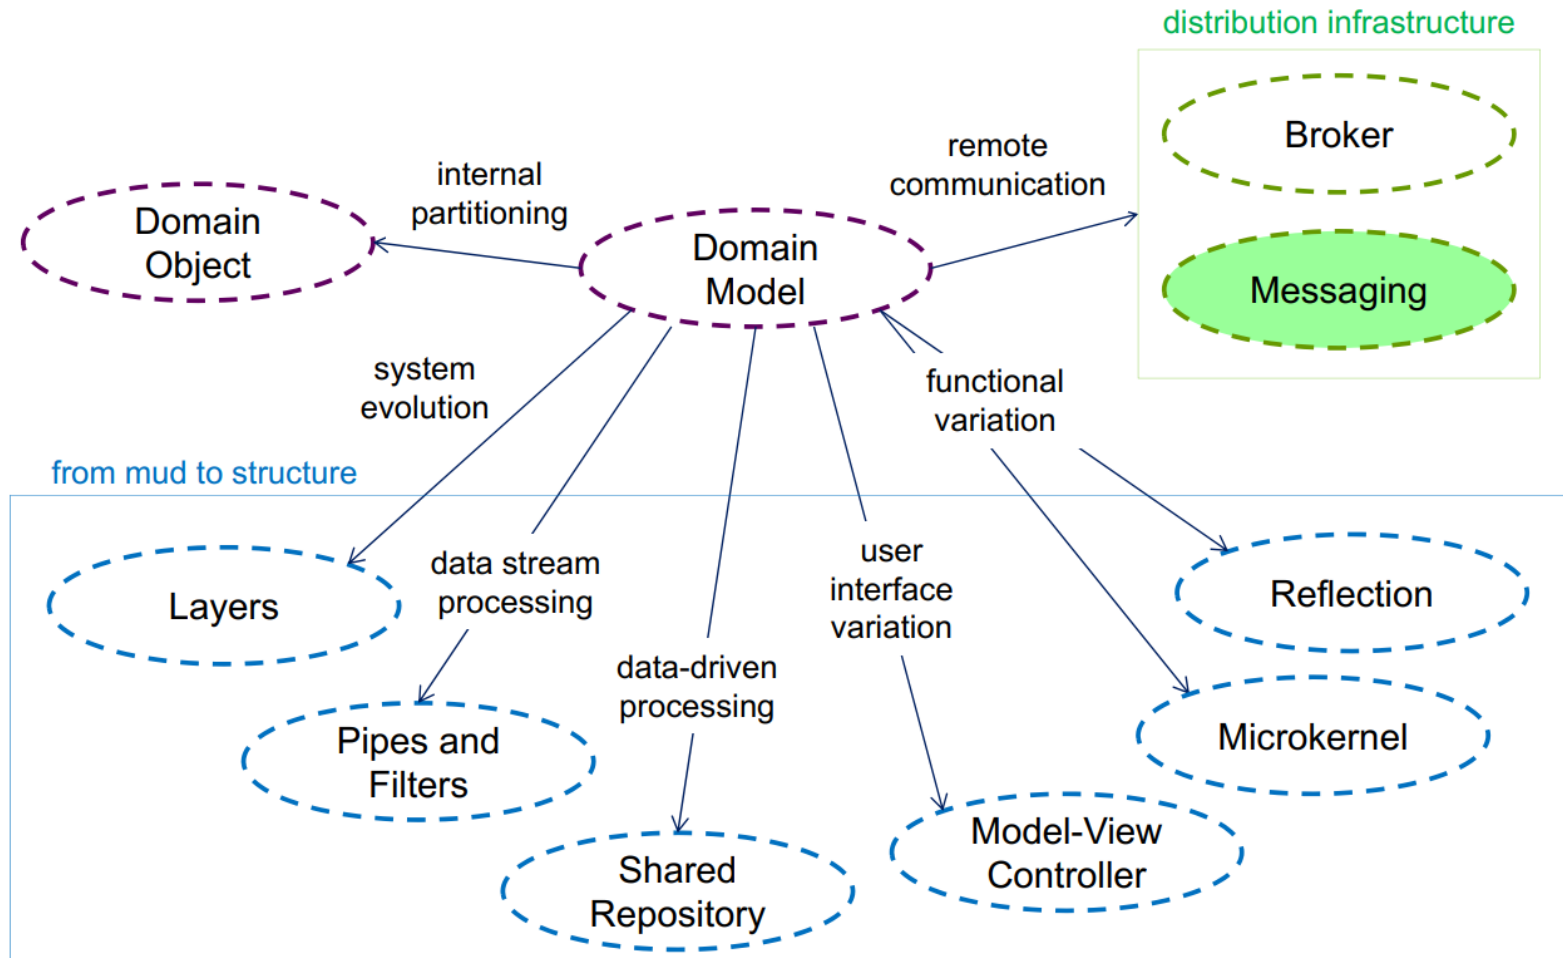 distribution infrastructure
Broker
remote
communication
internal
partitioning
Domain
Object
Domain
Model
Messaging
system
evolution
functional
variation
from mud to structure
data stream
processing
user
interface
variation
Layers
Reflection
data-driven
processing
Pipes and
Filters
Microkernel
Model-View
Controller
Shared
Repository